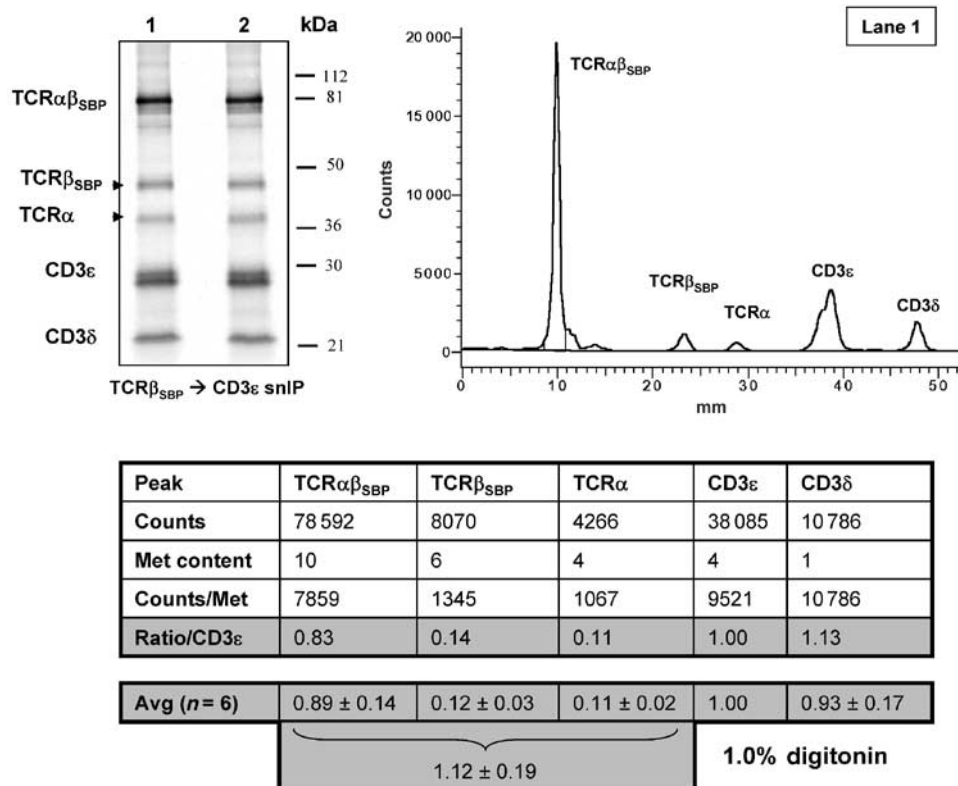 1 2 kDa
TCRαβSBP
TCRβSBP
TCRα
CD3ε
CD3δ
112
81
50
36
30
21
TCRβSBP → CD3ε snIP
Lane 1
Counts
20 000
15 000
10 000
5000
0
TCRαβSBP
TCRβSBP
TCRα
CD3ε
CD3δ
0 10 20 30 40 50
mm
Peak TCRαβSBP TCRβSBP TCRα CD3ε CD3δ
Counts 78 592 8070 4266 38 085 10 786
Met content 10 6 4 4 1
Counts/Met 7859 1345 1067 9521 10 786
Ratio/CD3ε 0.83 0.14 0.11 1.00 1.13
Avg (n = 6) 0.89 ± 0.14 0.12 ± 0.03 0.11 ± 0.02 1.00 0.93 ± 0.17
1.12 ± 0.19
1.0% digitonin